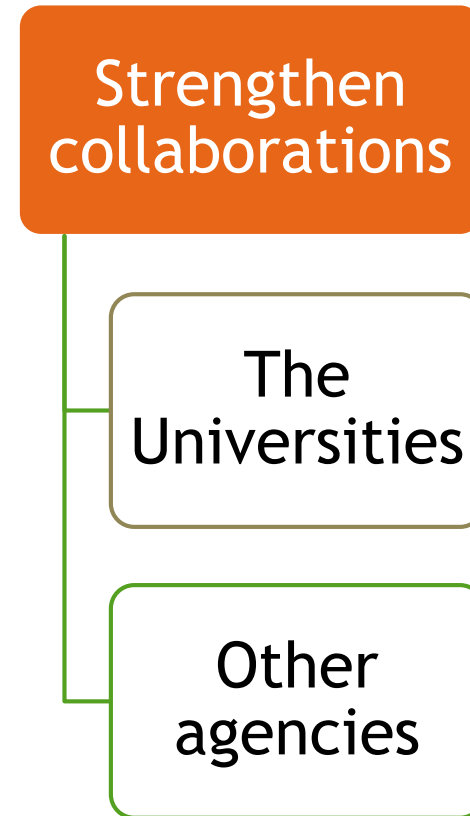 Strengthen
collaborations
The
Universities
Other
agencies